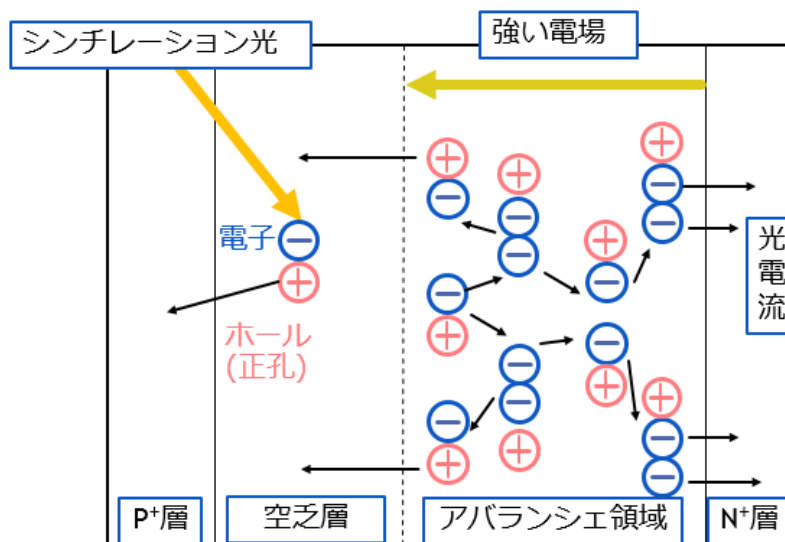 シンチレーション光
強い電場
電子
ホール
(正孔)
光
電
流
P⁺層
空乏層
アバランシェ領域
N⁺層